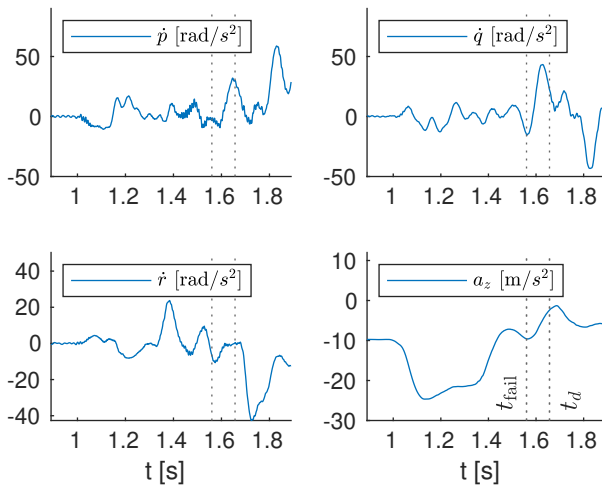 50
0
-50
ṗ [rad/s²]
1 1.2 1.4 1.6 1.8
50
0
-50
q̇ [rad/s²]
1 1.2 1.4 1.6 1.8
40
20
0
-20
-40
ṙ [rad/s²]
1 1.2 1.4 1.6 1.8
t [s]
10
0
-10
-20
-30
a_z [m/s²]
t_fail
t_d
1 1.2 1.4 1.6 1.8
t [s]